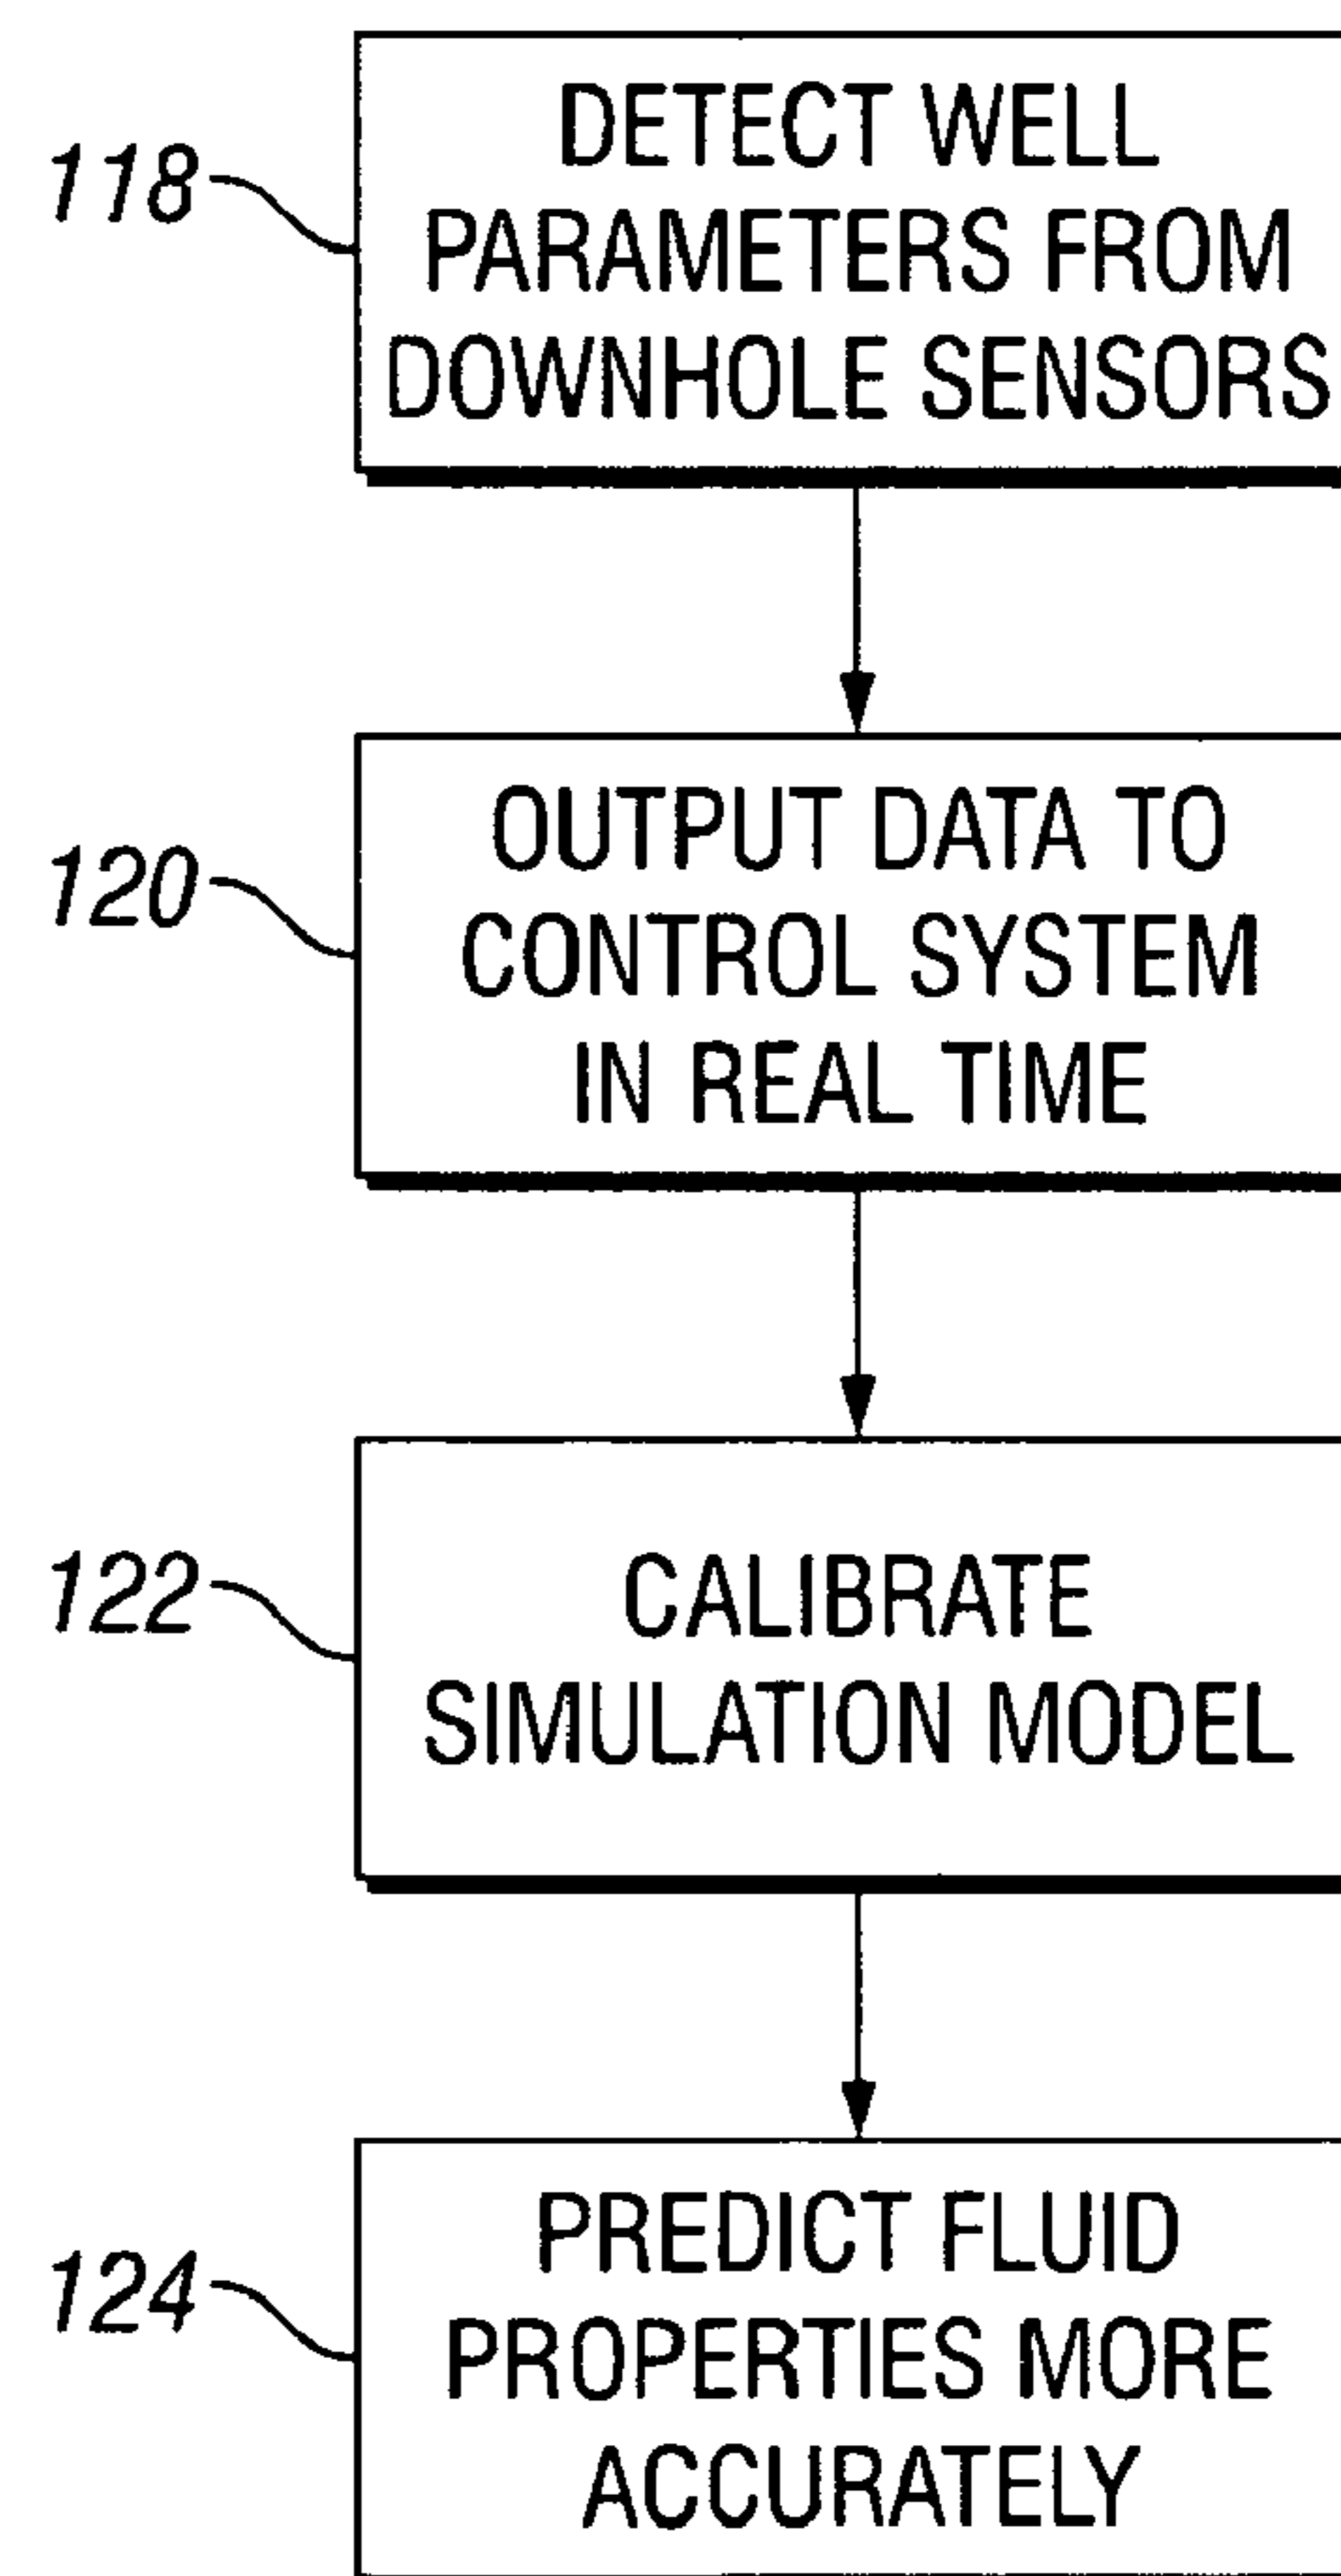 118
DETECT WELL
PARAMETERS FROM
DOWNHOLE SENSORS
120
OUTPUT DATA TO
CONTROL SYSTEM
IN REAL TIME
122
CALIBRATE
SIMULATION MODEL
124
PREDICT FLUID
PROPERTIES MORE
ACCURATELY